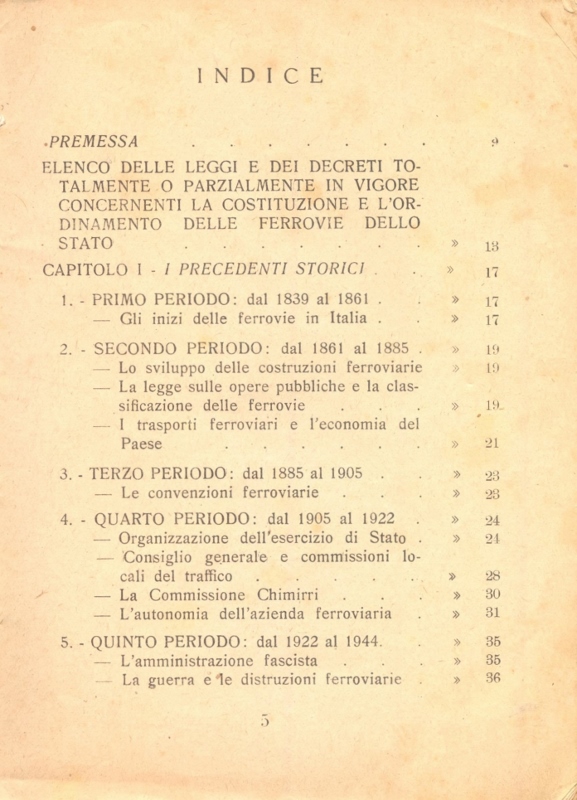 INDICE
PREMESSA . . . . . . . 9
ELENCO DELLE LEGGI E DEI DECRETI TO-
TALMENTE O PARZIALMENTE IN VIGORE
CONCERNENTI LA COSTITUZIONE E L'OR-
DINAMENTO DELLE FERROVIE DELLO
STATO . . . . . . . » 13
CAPITOLO I - I PRECEDENTI STORICI . . » 17
1. - PRIMO PERIODO: dal 1839 al 1861 . . » 17
— Gli inizi delle ferrovie in Italia . . » 17
2. - SECONDO PERIODO: dal 1861 al 1885 . » 19
— Lo sviluppo delle costruzioni ferroviarie » 19
— La legge sulle opere pubbliche e la clas-
sificazione delle ferrovie . . . » 19
— I trasporti ferroviari e l'economia del
Paese . . . . . . » 21
3. - TERZO PERIODO: dal 1885 al 1905 . . » 23
— Le convenzioni ferroviarie . . . » 23
4. - QUARTO PERIODO: dal 1905 al 1922 . » 24
— Organizzazione dell'esercizio di Stato . » 24
— Consiglio generale e commissioni lo-
cali del traffico . . . . . » 28
— La Commissione Chimirri . . . » 30
— L'autonomia dell'azienda ferroviaria . » 31
5. - QUINTO PERIODO: dal 1922 al 1944. . » 35
— L'amministrazione fascista . . . » 35
— La guerra e le distruzioni ferroviarie . » 36
5